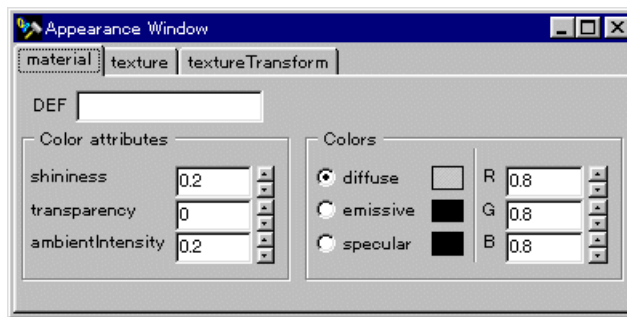 Appearance Window
material texture textureTransform
DEF
Color attributes
shininess 0.2
transparency 0
ambientIntensity 0.2
Colors
diffuse R 0.8
emissive G 0.8
specular B 0.8